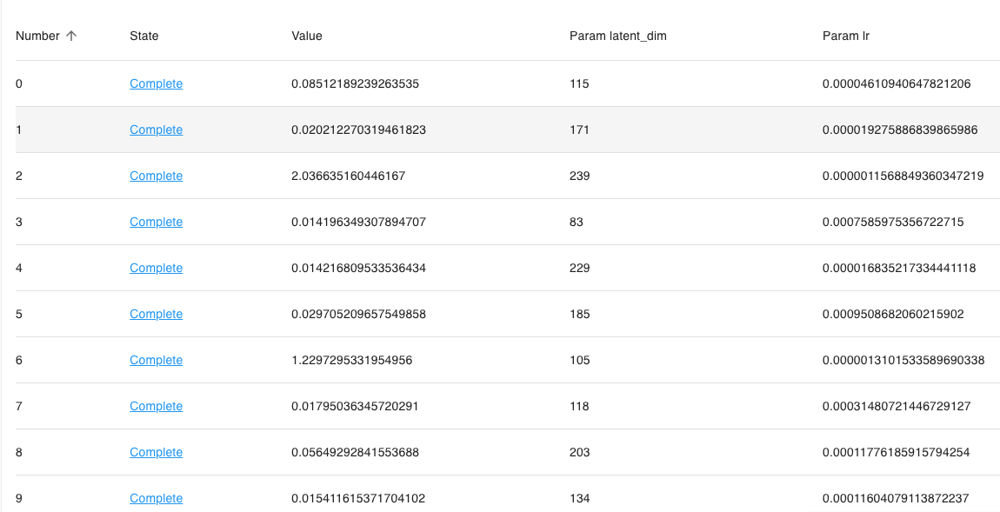 Number State Value Param latent_dim Param lr
0 Complete 0.08512189239263535 115 0.00004610940647821206
1 Complete 0.020212270319461823 171 0.000019275886839865986
2 Complete 2.036635160446167 239 0.0000011568849360347219
3 Complete 0.014196349307894707 83 0.0007585975356722715
4 Complete 0.014216809533536434 229 0.000016835217334441118
5 Complete 0.029705209657549858 185 0.0009508682060215902
6 Complete 1.2297295331954956 105 0.0000013101533589690338
7 Complete 0.01795036345720291 118 0.00031480721446729127
8 Complete 0.05649292841553688 203 0.00011776185915794254
9 Complete 0.015411615371704102 134 0.00011604079113872237